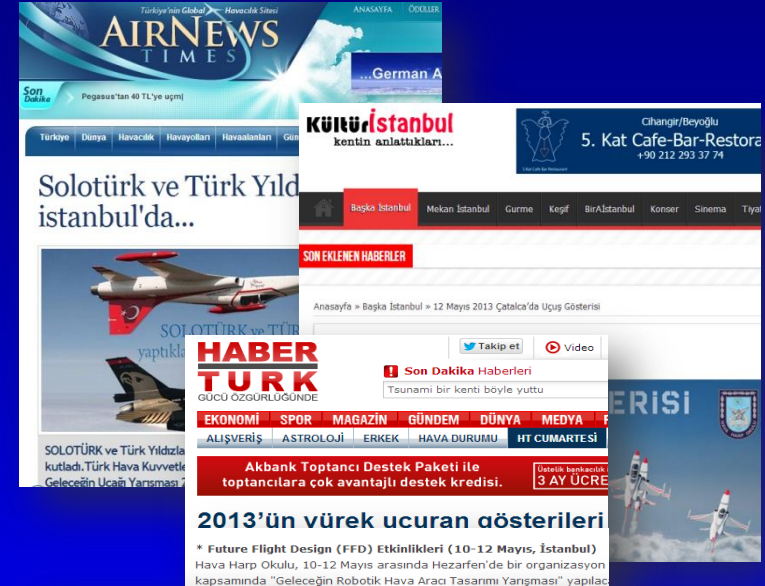 Türkiye'nin Global Havacılık Sitesi
ANASAYFA ÖDÜLLER
AIRNEWS
TIMES
...German A
Son
Dakika
Pegasus'tan 40 TL'ye uçm|
Türkiye Dünya Havacılık Havayolları Havaalanları
Solotürk ve Türk Yıld
istanbul'da...
SOLOTÜRK ve TÜR
yaptıkla
SOLOTÜRK ve Türk Yıldızla
kutladı.Türk Hava Kuvvetle
Geleceğin Uçağı Yarışması 2
Kültür İstanbul
kentin anlattıkları...
Cihangir/Beyoğlu
5. Kat Cafe-Bar-Restora
+90 212 293 37 74
Başka İstanbul Mekan İstanbul Gurme Keşif BirAİstanbul Konser Sinema Tiyat
SON EKLENEN HABERLER
Anasayfa » Başka İstanbul » 12 Mayıs 2013 Çatalca'da Uçuş Gösterisi
ERİSİ
HABER
TURK
GÜCÜ ÖZGÜRLÜĞÜNDE
Takip et Video
! Son Dakika Haberleri
Tsunami bir kenti böyle yuttu
EKONOMİ SPOR MAGAZİN GÜNDEM DÜNYA MEDYA
ALIŞVERİŞ ASTROLOJİ ERKEK HAVA DURUMU HT CUMARTESİ
Akbank Toptancı Destek Paketi ile
toptancılara çok avantajlı destek kredisi.
Üstelik bankacılık
3 AY ÜCRE
2013'ün yürek uçuran gösterileri
* Future Flight Design (FFD) Etkinlikleri (10-12 Mayıs, İstanbul)
Hava Harp Okulu, 10-12 Mayıs arasında Hezarfen'de bir organizasyon
kapsamında "Geleceğin Robotik Hava Aracı Tasarımı Yarışması" yapılac